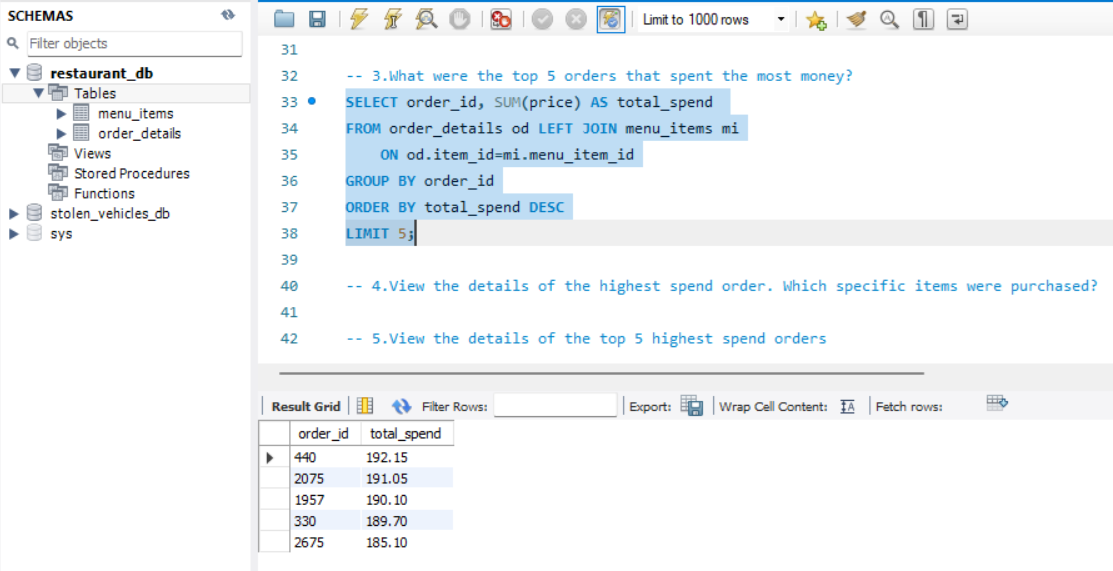 SCHEMAS
Filter objects
restaurant_db
Tables
menu_items
order_details
Views
Stored Procedures
Functions
stolen_vehicles_db
sys
Limit to 1000 rows
31
32 -- 3.What were the top 5 orders that spent the most money?
33 SELECT order_id, SUM(price) AS total_spend
34 FROM order_details od LEFT JOIN menu_items mi
35 ON od.item_id=mi.menu_item_id
36 GROUP BY order_id
37 ORDER BY total_spend DESC
38 LIMIT 5;
39
40 -- 4.View the details of the highest spend order. Which specific items were purchased?
41
42 -- 5.View the details of the top 5 highest spend orders
Result Grid Filter Rows: Export: Wrap Cell Content: IA Fetch rows:
order_id total_spend
440 192.15
2075 191.05
1957 190.10
330 189.70
2675 185.10